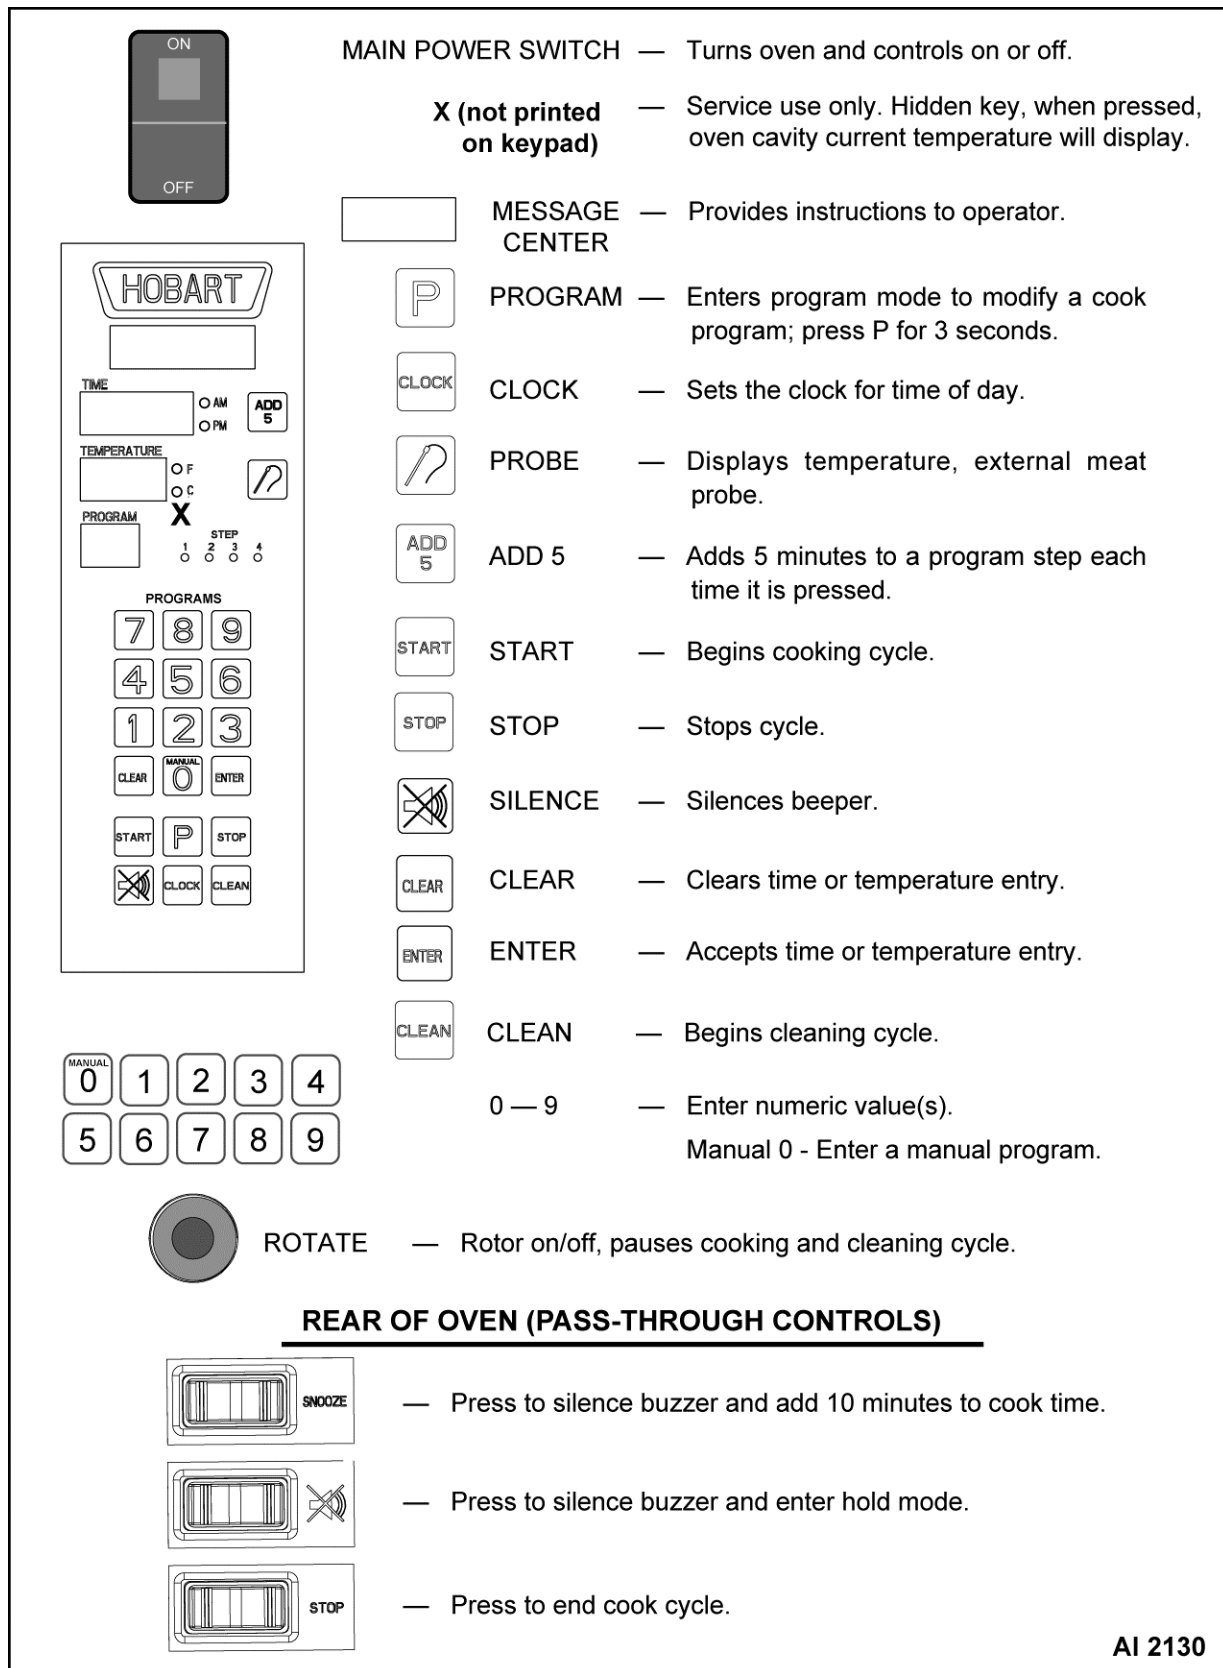 ON
OFF
MAIN POWER SWITCH — Turns oven and controls on or off.
X (not printed on keypad) — Service use only. Hidden key, when pressed,
oven cavity current temperature will display.
MESSAGE CENTER — Provides instructions to operator.
P PROGRAM — Enters program mode to modify a cook
program; press P for 3 seconds.
CLOCK CLOCK — Sets the clock for time of day.
PROBE — Displays temperature, external meat
probe.
ADD 5 ADD 5 — Adds 5 minutes to a program step each
time it is pressed.
START START — Begins cooking cycle.
STOP STOP — Stops cycle.
SILENCE — Silences beeper.
CLEAR CLEAR — Clears time or temperature entry.
ENTER ENTER — Accepts time or temperature entry.
CLEAN CLEAN — Begins cleaning cycle.
0 — 9 — Enter numeric value(s).
Manual 0 - Enter a manual program.
HOBART
TIME
AM
PM
ADD
5
TEMPERATURE
F
C
X
PROGRAM
STEP
1 2 3 4
PROGRAMS
7 8 9
4 5 6
1 2 3
CLEAR MANUAL 0 ENTER
START P STOP
CLOCK CLEAN
MANUAL
0 1 2 3 4
5 6 7 8 9
ROTATE — Rotor on/off, pauses cooking and cleaning cycle.
REAR OF OVEN (PASS-THROUGH CONTROLS)
SNOOZE — Press to silence buzzer and add 10 minutes to cook time.
— Press to silence buzzer and enter hold mode.
STOP — Press to end cook cycle.
AI 2130